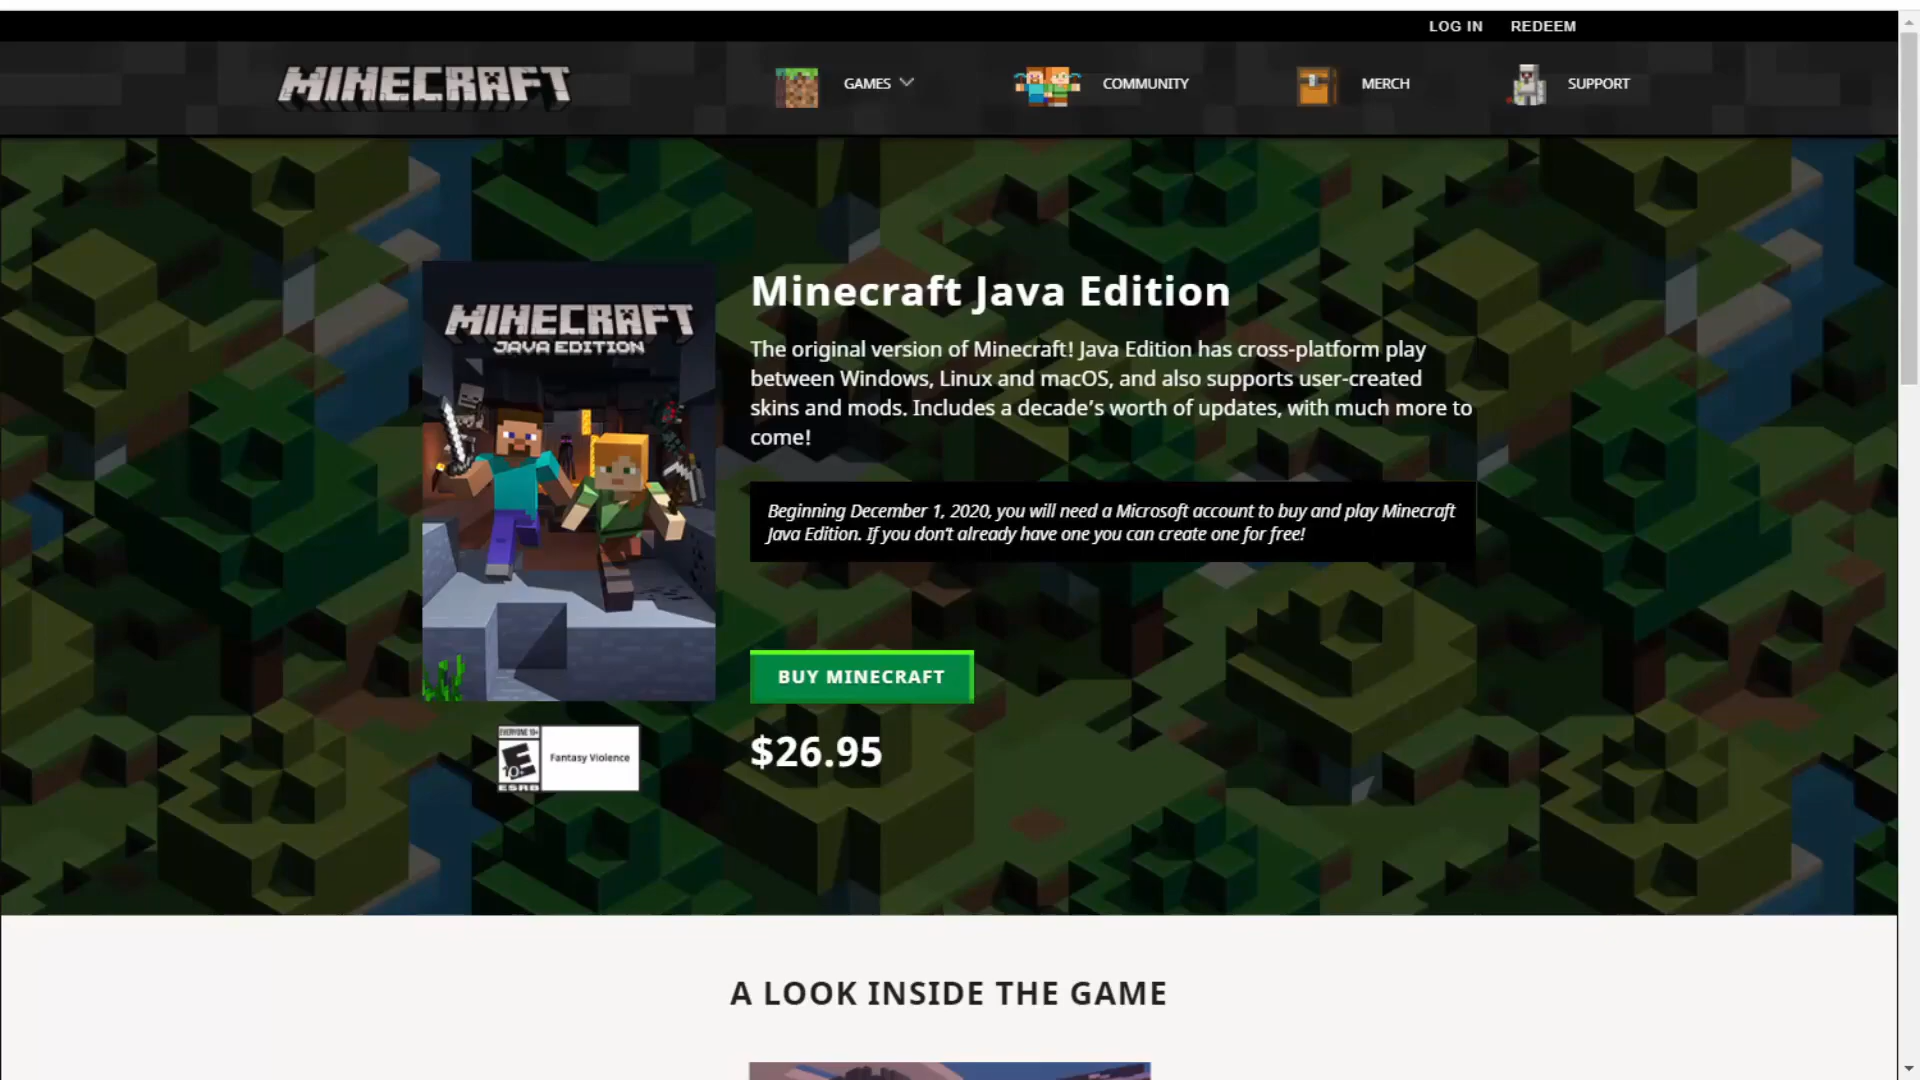 LOG IN REDEEM
MINECRAFT GAMES COMMUNITY MERCH SUPPORT
MINECRAFT
JAVA EDITION
Minecraft Java Edition
The original version of Minecraft! Java Edition has cross-platform play
between Windows, Linux and macOS, and also supports user-created
skins and mods. Includes a decade’s worth of updates, with much more to
come!
Beginning December 1, 2020, you will need a Microsoft account to buy and play Minecraft
Java Edition. If you don't already have one you can create one for free!
BUY MINECRAFT
$26.95
EVERYONE 10+
E
10+
ESRB
Fantasy Violence
A LOOK INSIDE THE GAME